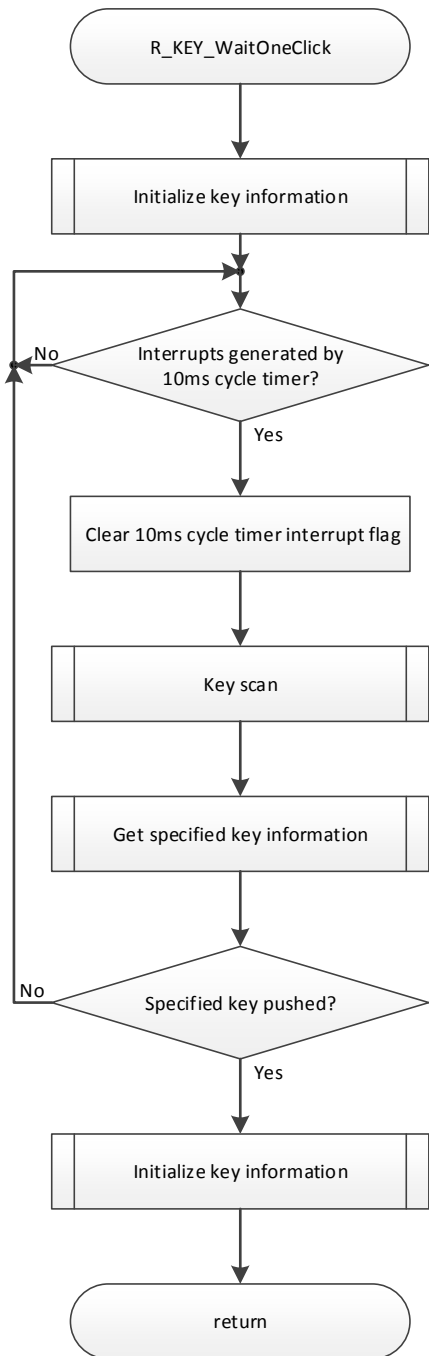 R_KEY_WaitOneClick
Initialize key information
No
Interrupts generated by
10ms cycle timer?
Yes
Clear 10ms cycle timer interrupt flag
Key scan
Get specified key information
No
Specified key pushed?
Yes
Initialize key information
return